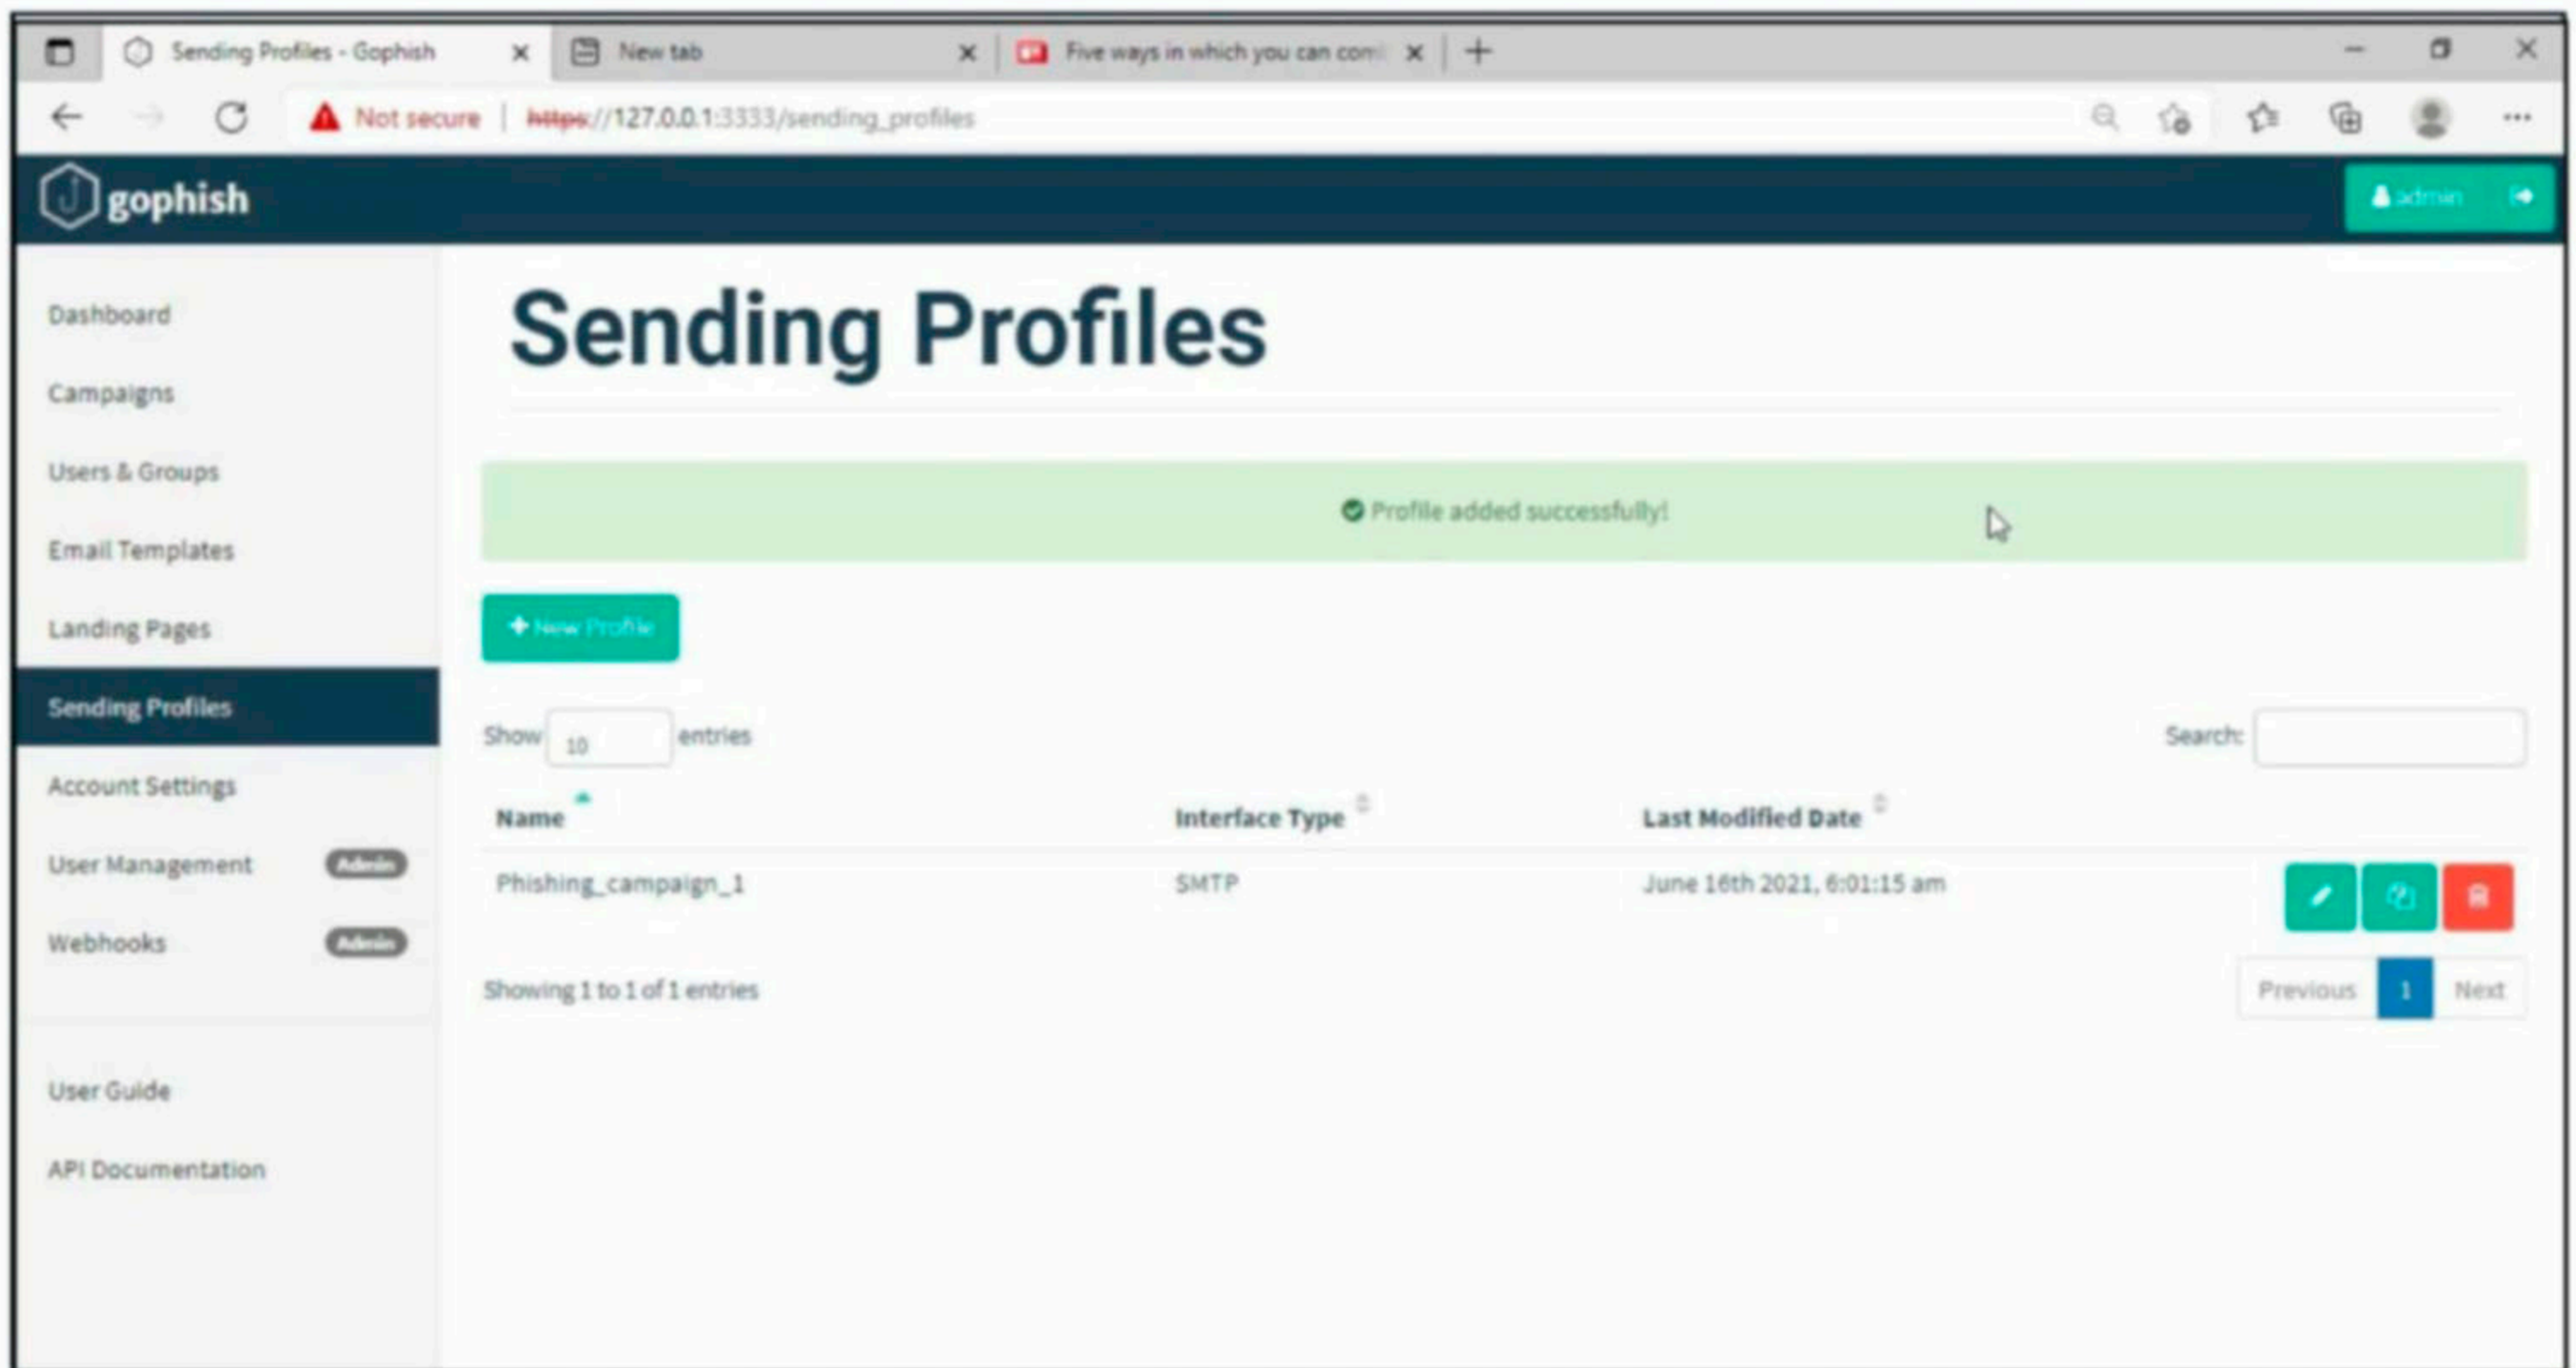 Sending Profiles - Gophish
New tab
Five ways in which you can com
Not secure
https://127.0.0.1:3333/sending_profiles
gophish
admin
Dashboard
Campaigns
Users & Groups
Email Templates
Landing Pages
Sending Profiles
Account Settings
User Management Admin
Webhooks Admin
User Guide
API Documentation
Sending Profiles
Profile added successfully!
New Profile
Show 10 entries
Search:
Name Interface Type Last Modified Date
Phishing_campaign_1 SMTP June 16th 2021, 6:01:15 am
Showing 1 to 1 of 1 entries
Previous 1 Next